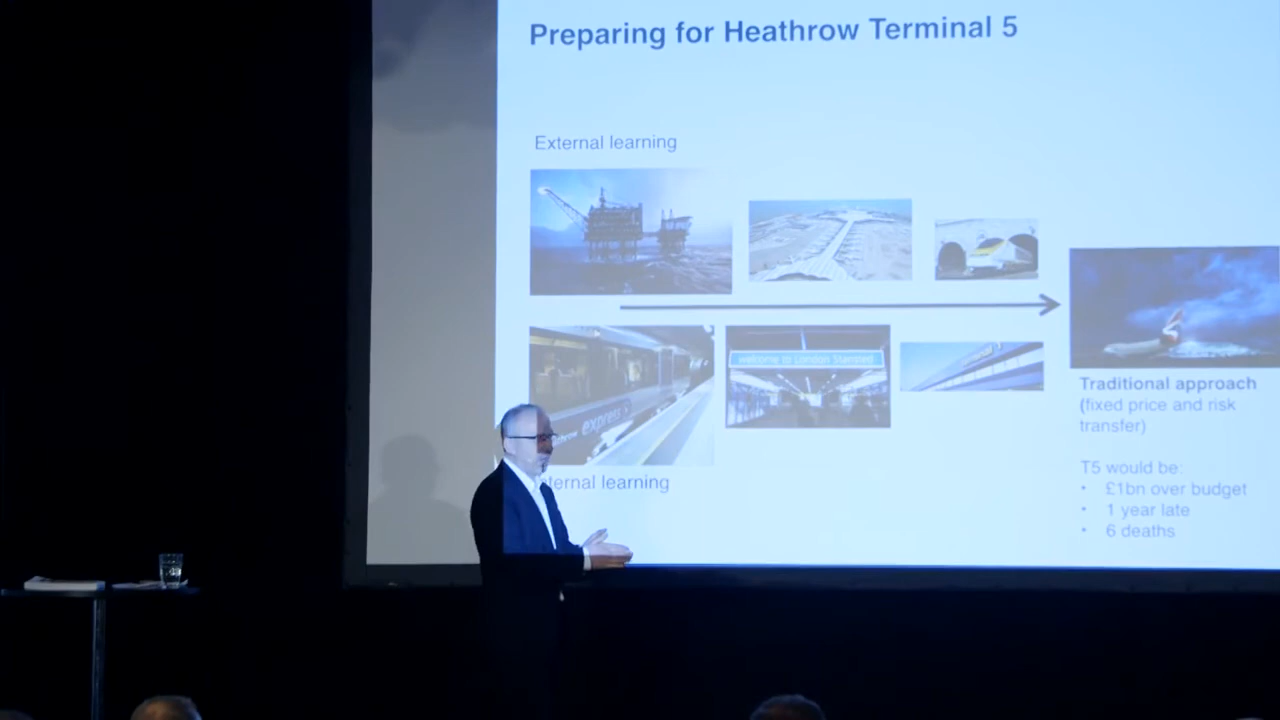 Preparing for Heathrow Terminal 5
External learning
welcome to London Stansted
express
ternal learning
Traditional approach
(fixed price and risk
transfer)
T5 would be:
• £1bn over budget
• 1 year late
• 6 deaths